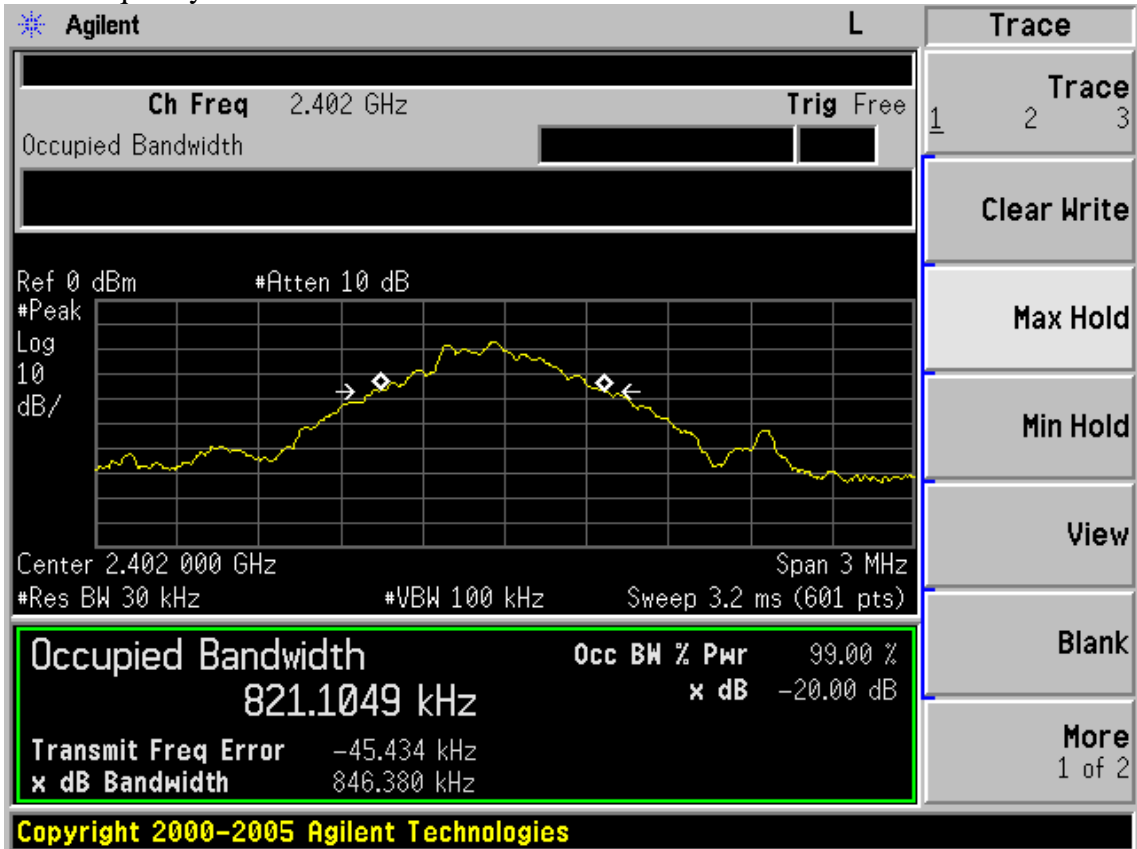 Agilent L
Ch Freq 2.402 GHz Trig Free
Occupied Bandwidth
Ref 0 dBm #Atten 10 dB
#Peak
Log
10
dB/
Center 2.402 000 GHz Span 3 MHz
#Res BW 30 kHz #VBW 100 kHz Sweep 3.2 ms (601 pts)
Occupied Bandwidth
821.1049 kHz
Occ BW % Pwr 99.00 %
x dB -20.00 dB
Transmit Freq Error -45.434 kHz
x dB Bandwidth 846.380 kHz
Copyright 2000-2005 Agilent Technologies
Trace
Trace
1 2 3
Clear Write
Max Hold
Min Hold
View
Blank
More
1 of 2